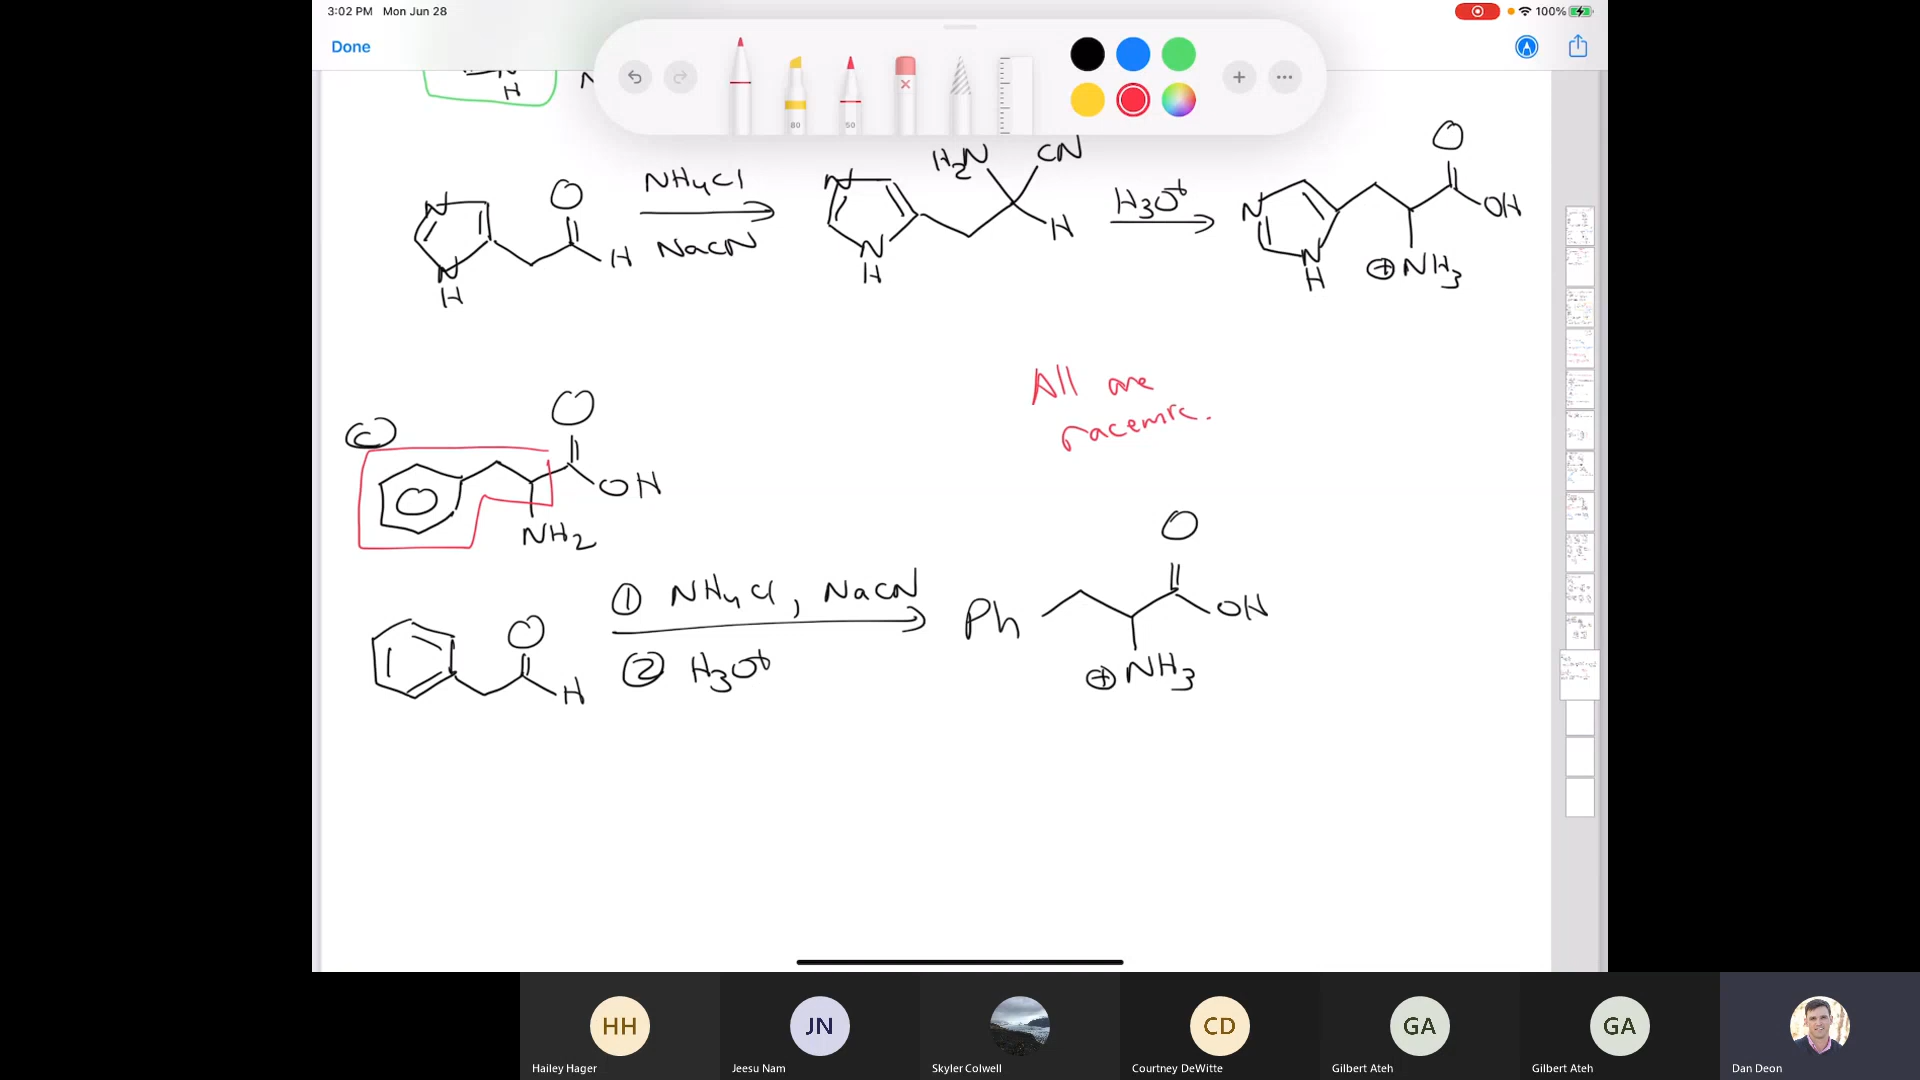 3:02 PM Mon Jun 28
100%
Done
80
50
N
H
N
N
N
H
O
H
NH4Cl
NaCN
N
N
H
H2N
CN
H
H3O+
N
N
H
O
OH
+NH3
All are
racemic.
C
O
OH
NH2
O
H
① NH4Cl, NaCN
② H3O+
Ph
O
OH
+NH3
HH
JN
CD
GA
GA
Hailey Hager
Jeesu Nam
Skyler Colwell
Courtney DeWitte
Gilbert Ateh
Gilbert Ateh
Dan Deon